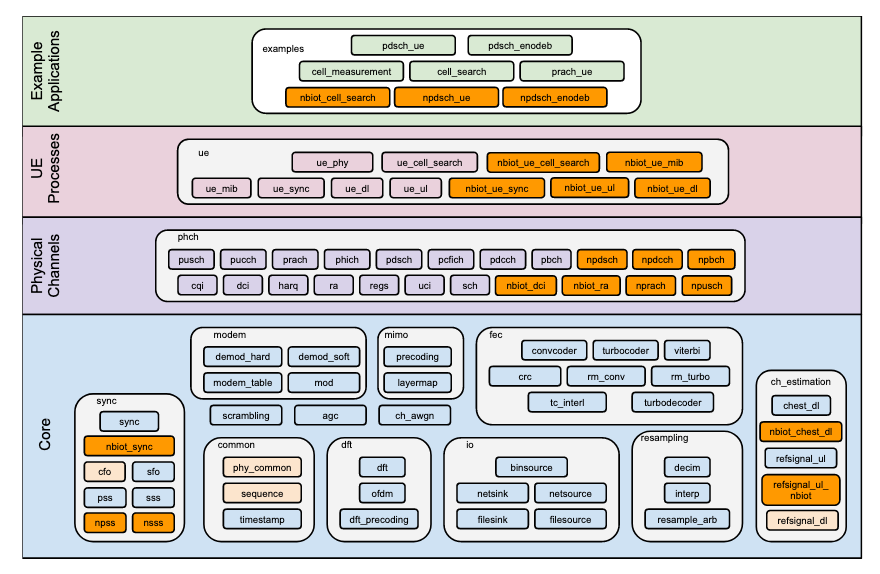 Example
Applications
examples
pdsch_ue
pdsch_enodeb
cell_measurement
cell_search
prach_ue
nbiot_cell_search
npdsch_ue
npdsch_enodeb
UE
Processes
ue
ue_phy
ue_cell_search
nbiot_ue_cell_search
nbiot_ue_mib
ue_mib
ue_sync
ue_dl
ue_ul
nbiot_ue_sync
nbiot_ue_ul
nbiot_ue_dl
Physical
Channels
phch
pusch
pucch
prach
phich
pdsch
pcfich
pdcch
pbch
npdsch
npdcch
npbch
cqi
dci
harq
ra
regs
uci
sch
nbiot_dci
nbiot_ra
nprach
npusch
Core
sync
sync
nbiot_sync
cfo
sfo
pss
sss
npss
nsss
modem
demod_hard
demod_soft
modem_table
mod
mimo
precoding
layermap
scrambling
agc
ch_awgn
fec
convcoder
turbocoder
viterbi
crc
rm_conv
rm_turbo
tc_interl
turbodecoder
common
phy_common
sequence
timestamp
dft
dft
ofdm
dft_precoding
io
binsource
netsink
netsource
filesink
filesource
resampling
decim
interp
resample_arb
ch_estimation
chest_dl
nbiot_chest_dl
refsignal_ul
refsignal_ul_
nbiot
refsignal_dl